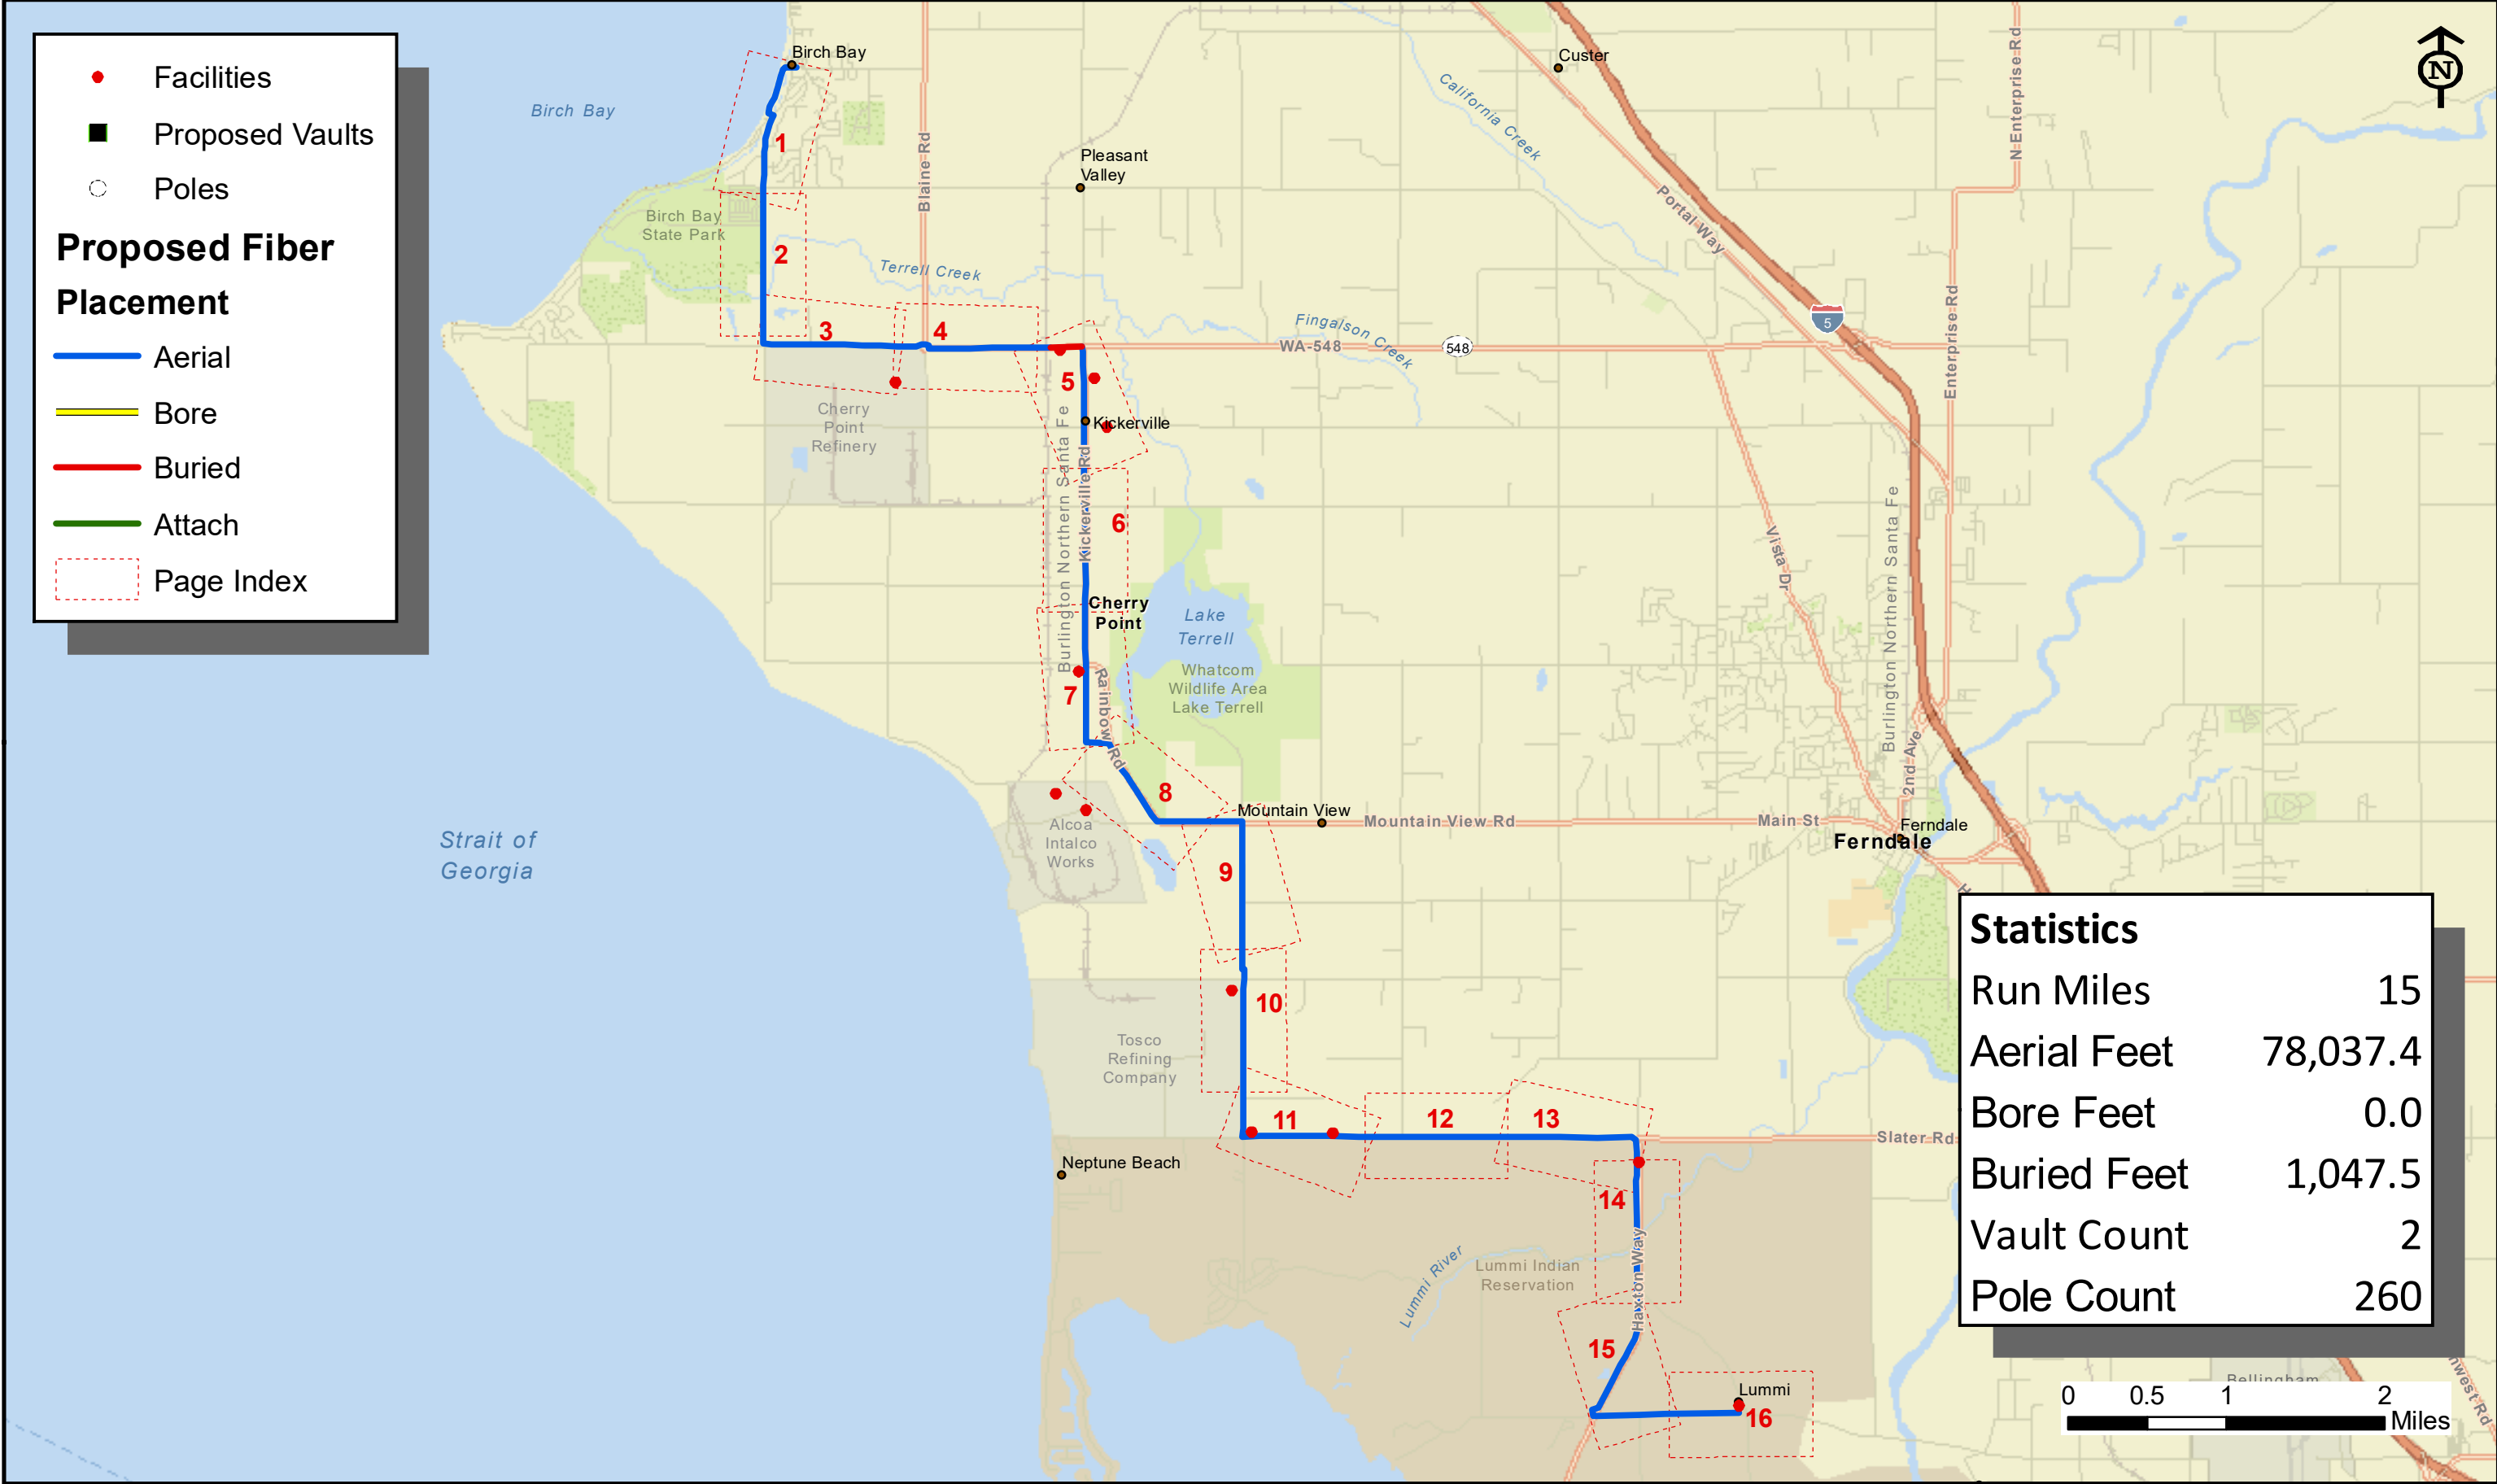 Facilities
Proposed Vaults
Poles
Proposed Fiber
Placement
Aerial
Bore
Buried
Attach
Page Index
Birch Bay
Birch Bay
Custer
N
California Creek
N Enterprise Rd
Blaine Rd
1
Pleasant
Valley
Portal Way
Birch Bay
State Park
2
Terrell Creek
Enterprise Rd
5
3
4
Fingalson Creek
WA-548
548
5
Cherry
Point
Refinery
Kickerville
Burlington Northern Santa Fe
Kickerville Rd
6
Vista Dr
Burlington Northern Santa Fe
Cherry
Point
Lake
Terrell
Whatcom
Wildlife Area
Lake Terrell
7
Rainbow Rd
2nd Ave
8
Mountain View
Mountain View Rd
Main St
Ferndale
Ferndale
Alcoa
Intalco
Works
Strait of
Georgia
9
10
Tosco
Refining
Company
11
12
13
Slater Rd
Neptune Beach
14
Haxton Way
Lummi River
Lummi Indian
Reservation
15
Lummi
16
Statistics
Run Miles 15
Aerial Feet 78,037.4
Bore Feet 0.0
Buried Feet 1,047.5
Vault Count 2
Pole Count 260
Bellingham
0 0.5 1 2
Miles